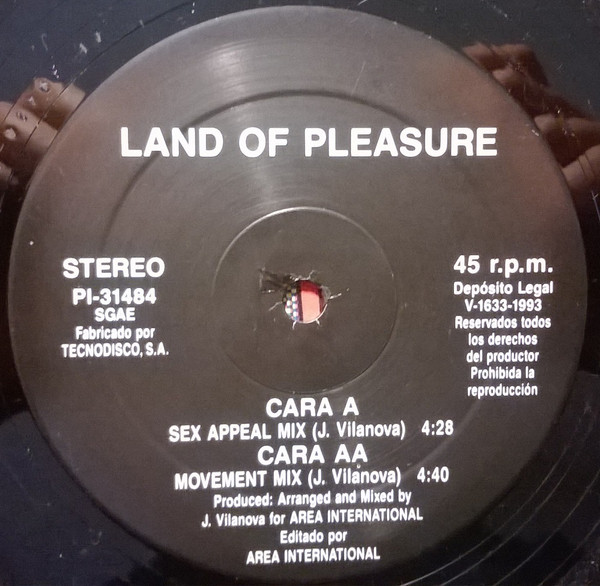 LAND OF PLEASURE
STEREO
PI-31484
SGAE
Fabricado por
TECNODISCO, S.A.
45 r.p.m.
Depósito Legal
V-1633-1993
Reservados todos
los derechos
del productor
Prohibida la
reproducción
CARA A
SEX APPEAL MIX (J. Vilanova) 4:28
CARA AA
MOVEMENT MIX (J. Vilanova) 4:40
Produced: Arranged and Mixed by
J. Vilanova for AREA INTERNATIONAL
Editado por
AREA INTERNATIONAL